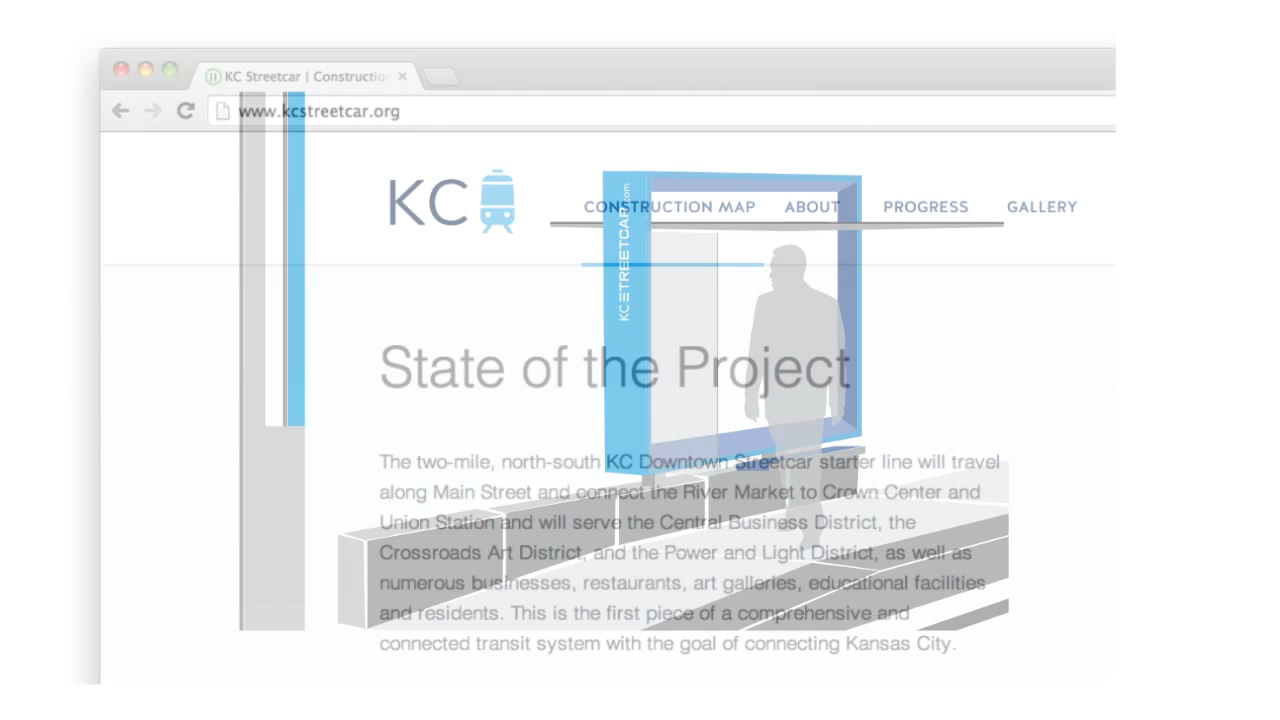 KC Streetcar | Construction
www.kcstreetcar.org
KC
CONSTRUCTION MAP ABOUT PROGRESS GALLERY
KC STREETCAR.com
State of the Project
The two-mile, north-south KC Downtown Streetcar starter line will travel
along Main Street and connect the River Market to Crown Center and
Union Station and will serve the Central Business District, the
Crossroads Art District, and the Power and Light District, as well as
numerous businesses, restaurants, art galleries, educational facilities
and residents. This is the first piece of a comprehensive and
connected transit system with the goal of connecting Kansas City.